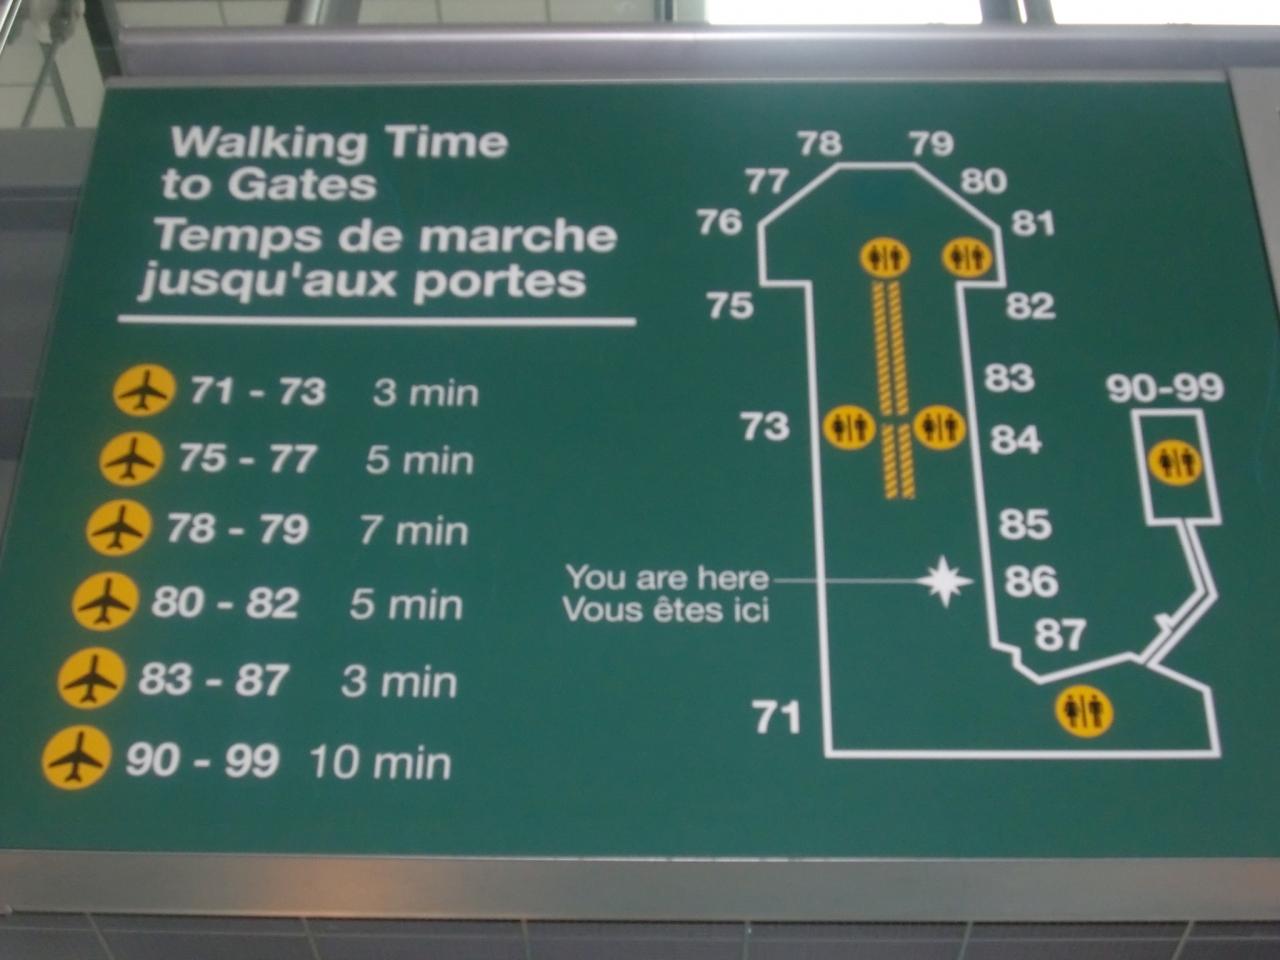 Walking Time
to Gates
Temps de marche
jusqu'aux portes
71 - 73 3 min
75 - 77 5 min
78 - 79 7 min
80 - 82 5 min
83 - 87 3 min
90 - 99 10 min
78 79
77 80
76 81
75 82
83
90-99
73 84
85
You are here 86
Vous êtes ici
87
71